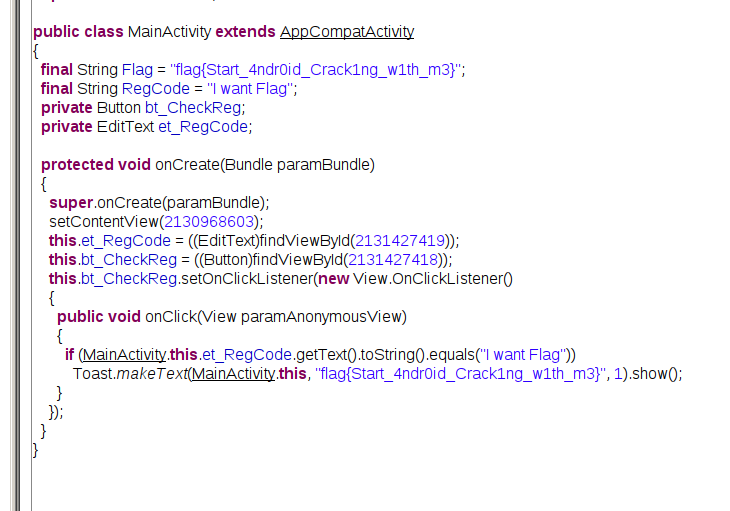 public class MainActivity extends AppCompatActivity
{
final String Flag = "flag{Start_4ndr0id_Crack1ng_w1th_m3}";
final String RegCode = "I want Flag";
private Button bt_CheckReg;
private EditText et_RegCode;
protected void onCreate(Bundle paramBundle)
{
super.onCreate(paramBundle);
setContentView(2130968603);
this.et_RegCode = ((EditText)findViewById(2131427419));
this.bt_CheckReg = ((Button)findViewById(2131427418));
this.bt_CheckReg.setOnClickListener(new View.OnClickListener()
{
public void onClick(View paramAnonymousView)
{
if (MainActivity.this.et_RegCode.getText().toString().equals("I want Flag"))
Toast.makeText(MainActivity.this, "flag{Start_4ndr0id_Crack1ng_w1th_m3}", 1).show();
}
});
}
}